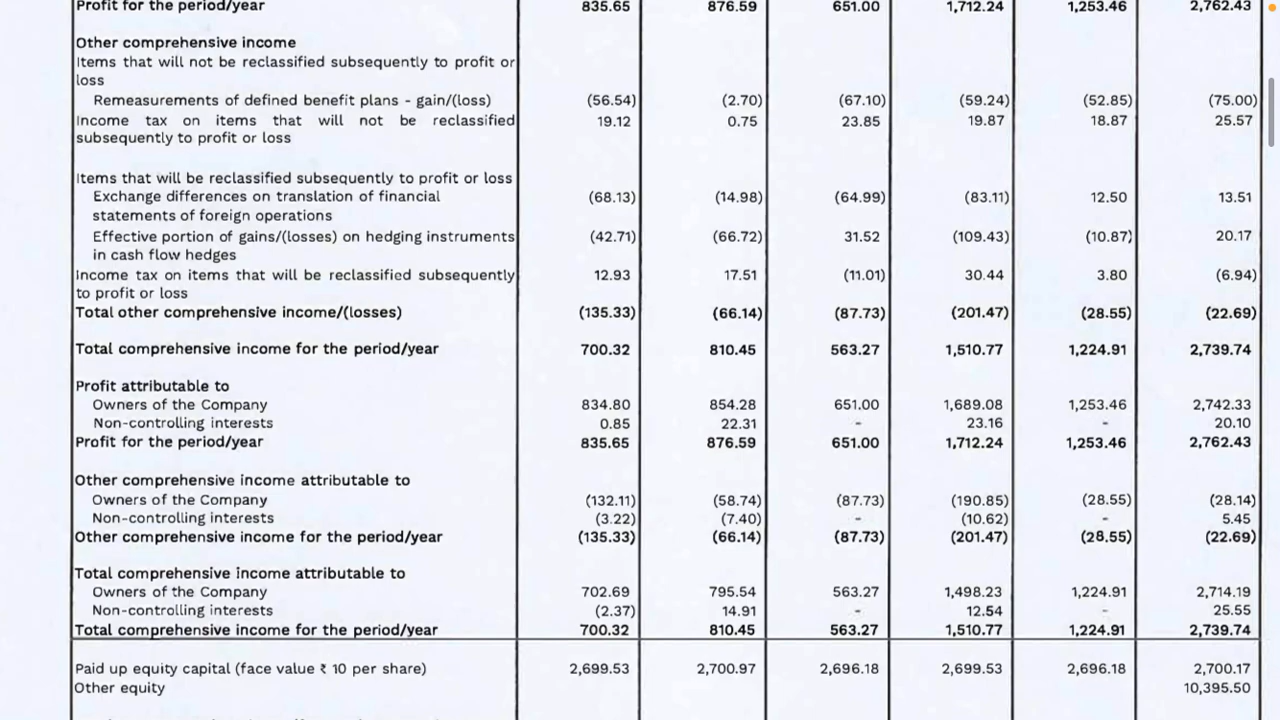 Profit for the period/year 835.65 876.59 651.00 1,712.24 1,253.46 2,762.43
Other comprehensive income
Items that will not be reclassified subsequently to profit or
loss
Remeasurements of defined benefit plans - gain/(loss) (56.54) (2.70) (67.10) (59.24) (52.85) (75.00)
Income tax on items that will not be reclassified 19.12 0.75 23.85 19.87 18.87 25.57
subsequently to profit or loss
Items that will be reclassified subsequently to profit or loss
Exchange differences on translation of financial (68.13) (14.98) (64.99) (83.11) 12.50 13.51
statements of foreign operations
Effective portion of gains/(losses) on hedging instruments (42.71) (66.72) 31.52 (109.43) (10.87) 20.17
in cash flow hedges
Income tax on items that will be reclassified subsequently 12.93 17.51 (11.01) 30.44 3.80 (6.94)
to profit or loss
Total other comprehensive income/(losses) (135.33) (66.14) (87.73) (201.47) (28.55) (22.69)
Total comprehensive income for the period/year 700.32 810.45 563.27 1,510.77 1,224.91 2,739.74
Profit attributable to
Owners of the Company 834.80 854.28 651.00 1,689.08 1,253.46 2,742.33
Non-controlling interests 0.85 22.31 - 23.16 - 20.10
Profit for the period/year 835.65 876.59 651.00 1,712.24 1,253.46 2,762.43
Other comprehensive income attributable to
Owners of the Company (132.11) (58.74) (87.73) (190.85) (28.55) (28.14)
Non-controlling interests (3.22) (7.40) - (10.62) - 5.45
Other comprehensive income for the period/year (135.33) (66.14) (87.73) (201.47) (28.55) (22.69)
Total comprehensive income attributable to
Owners of the Company 702.69 795.54 563.27 1,498.23 1,224.91 2,714.19
Non-controlling interests (2.37) 14.91 - 12.54 - 25.55
Total comprehensive income for the period/year 700.32 810.45 563.27 1,510.77 1,224.91 2,739.74
Paid up equity capital (face value ₹ 10 per share) 2,699.53 2,700.97 2,696.18 2,699.53 2,696.18 2,700.17
Other equity 10,395.50